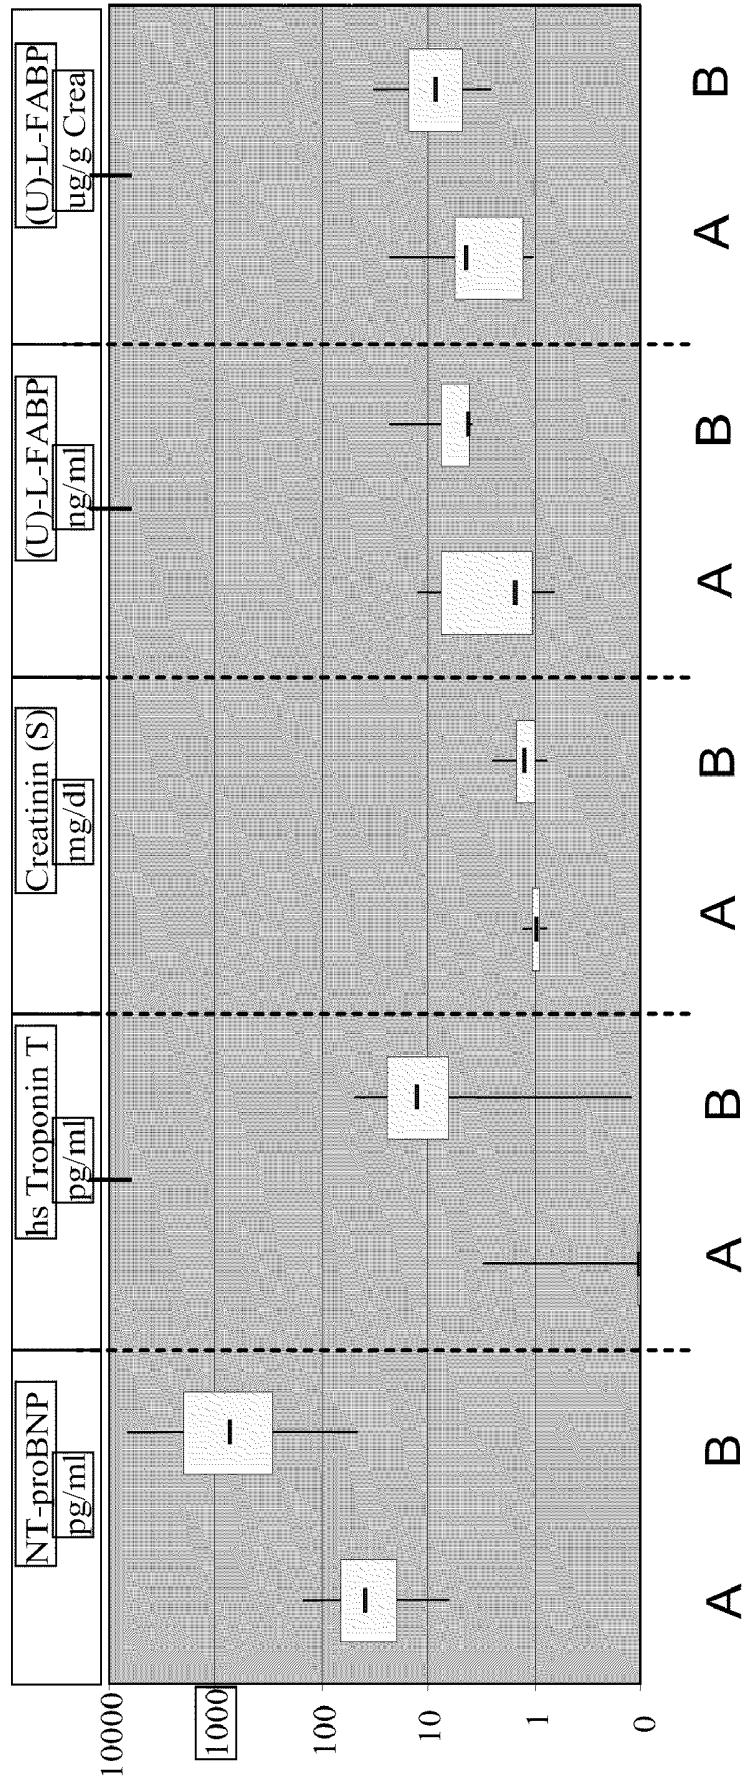 NT-proBNP
pg/ml
hs Troponin T
pg/ml
Creatinin (S)
mg/dl
(U)-L-FABP
ng/ml
(U)-L-FABP
ug/g Crea
10000
1000
100
10
1
0
A B A B A B A B A B